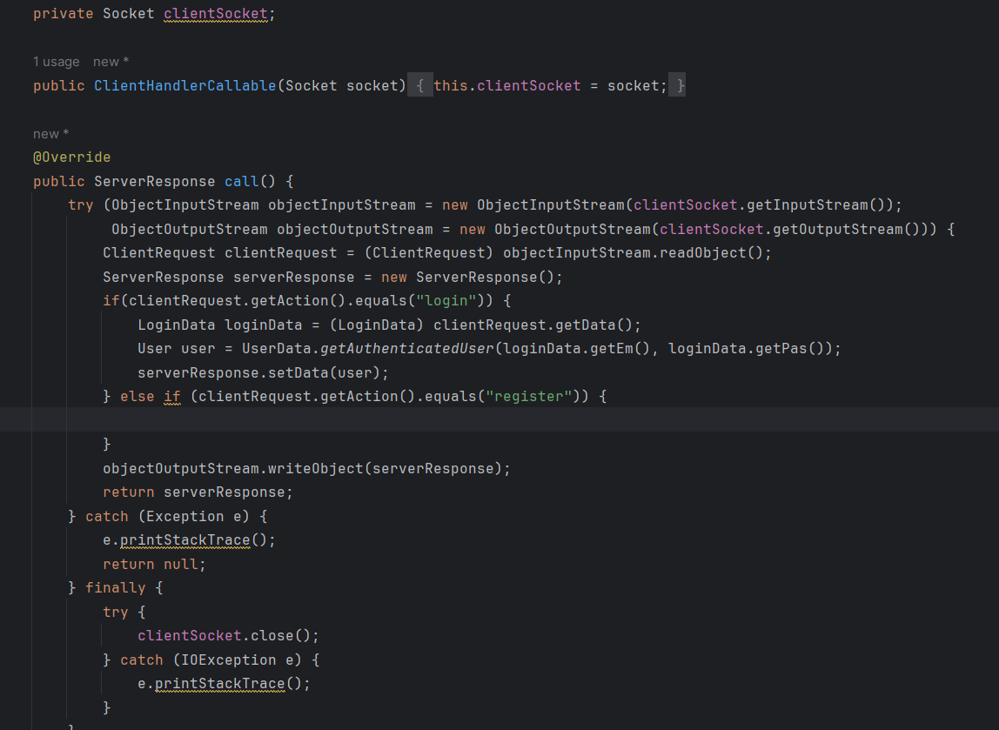 private Socket clientSocket;
1 usage new *
public ClientHandlerCallable(Socket socket) { this.clientSocket = socket; }
new *
@Override
public ServerResponse call() {
try (ObjectInputStream objectInputStream = new ObjectInputStream(clientSocket.getInputStream());
ObjectOutputStream objectOutputStream = new ObjectOutputStream(clientSocket.getOutputStream())) {
ClientRequest clientRequest = (ClientRequest) objectInputStream.readObject();
ServerResponse serverResponse = new ServerResponse();
if(clientRequest.getAction().equals("login")) {
LoginData loginData = (LoginData) clientRequest.getData();
User user = UserData.getAuthenticatedUser(loginData.getEm(), loginData.getPas());
serverResponse.setData(user);
} else if (clientRequest.getAction().equals("register")) {
}
objectOutputStream.writeObject(serverResponse);
return serverResponse;
} catch (Exception e) {
e.printStackTrace();
return null;
} finally {
try {
clientSocket.close();
} catch (IOException e) {
e.printStackTrace();
}
}